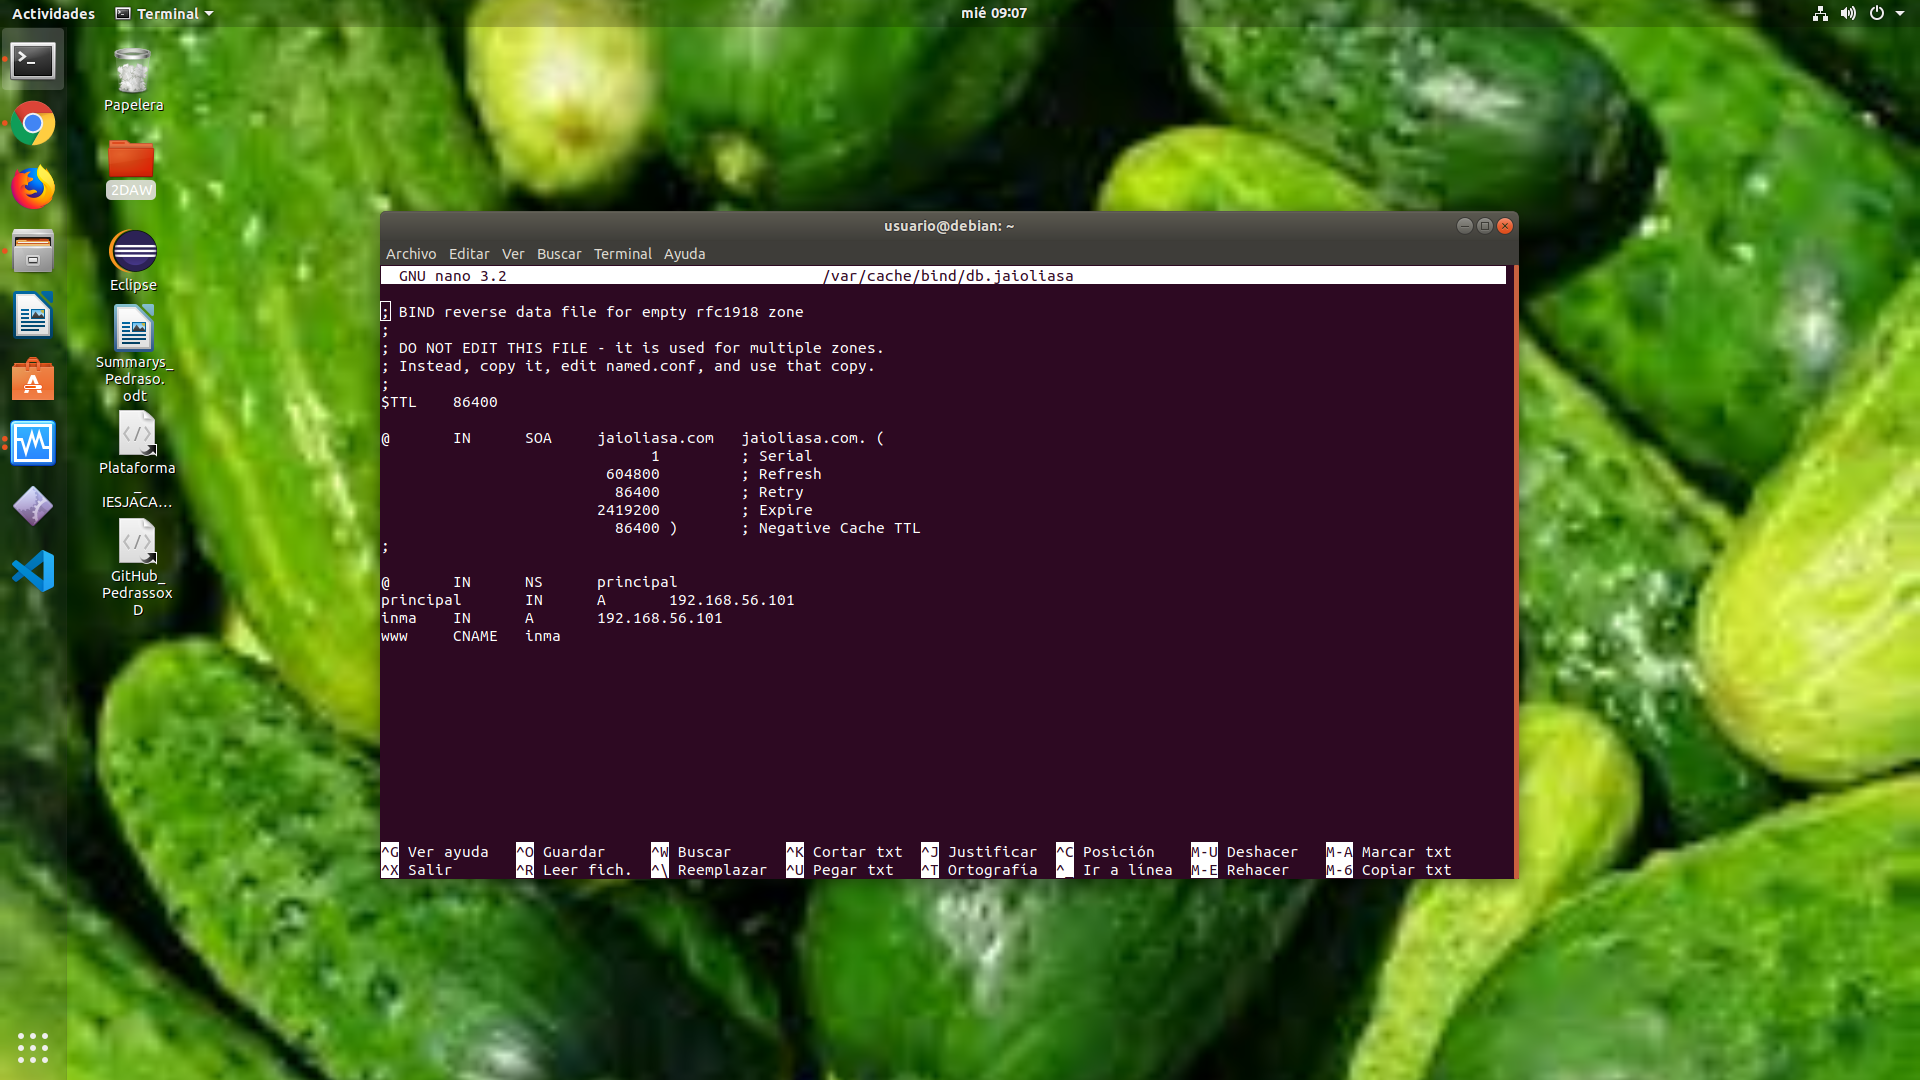 Actividades Terminal mié 09:07
Papelera
2DAW
Eclipse
Summarys_
Pedraso.
odt
Plataforma
_
IESJACA...
GitHub_
Pedrassox
D
usuario@debian: ~
Archivo Editar Ver Buscar Terminal Ayuda
GNU nano 3.2 /var/cache/bind/db.jaioliasa
; BIND reverse data file for empty rfc1918 zone
;
; DO NOT EDIT THIS FILE - it is used for multiple zones.
; Instead, copy it, edit named.conf, and use that copy.
;
$TTL 86400
@ IN SOA jaioliasa.com jaioliasa.com. (
1 ; Serial
604800 ; Refresh
86400 ; Retry
2419200 ; Expire
86400 ) ; Negative Cache TTL
;
@ IN NS principal
principal IN A 192.168.56.101
inma IN A 192.168.56.101
www CNAME inma
^G Ver ayuda ^O Guardar ^W Buscar ^K Cortar txt ^J Justificar ^C Posición M-U Deshacer M-A Marcar txt
^X Salir ^R Leer fich. ^\ Reemplazar ^U Pegar txt ^T Ortografía ^_ Ir a línea M-E Rehacer M-6 Copiar txt